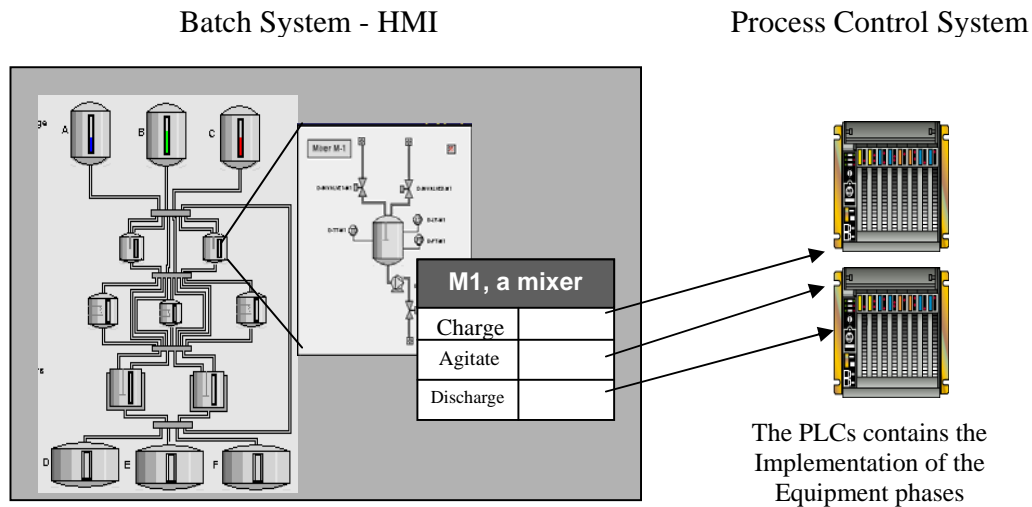 Batch System - HMI
Process Control System
A
B
C
Mixer M-1
M1, a mixer
Charge
Agitate
Discharge
D
E
F
The PLCs contains the
Implementation of the
Equipment phases